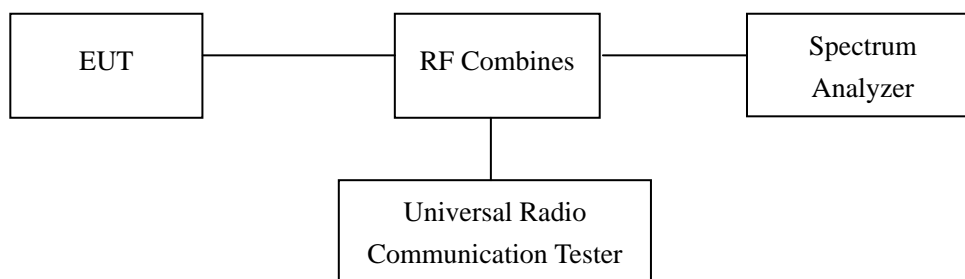 EUT
RF Combines
Spectrum
Analyzer
Universal Radio
Communication Tester